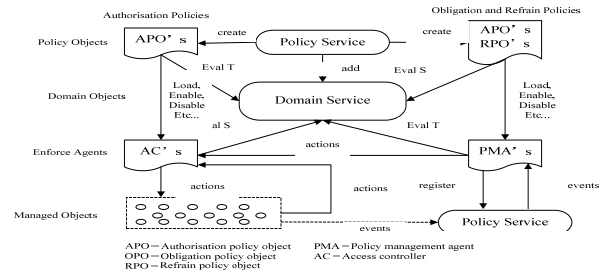 Authorisation Policies
Obligation and Refrain Policies
Policy Objects
APO's
create
Policy Service
create
APO's
RPO's
Eval T
add
Eval S
Domain Objects
Load,
Enable,
Disable
Etc...
Domain Service
Load,
Enable,
Disable
Etc...
al S
Eval T
Enforce Agents
AC's
actions
PMA's
actions
actions
register
events
Managed Objects
events
Policy Service
APO=Authorisation policy object
PMA=Policy management agent
OPO=Obligation policy object
AC=Access controller
RPO=Refrain policy object